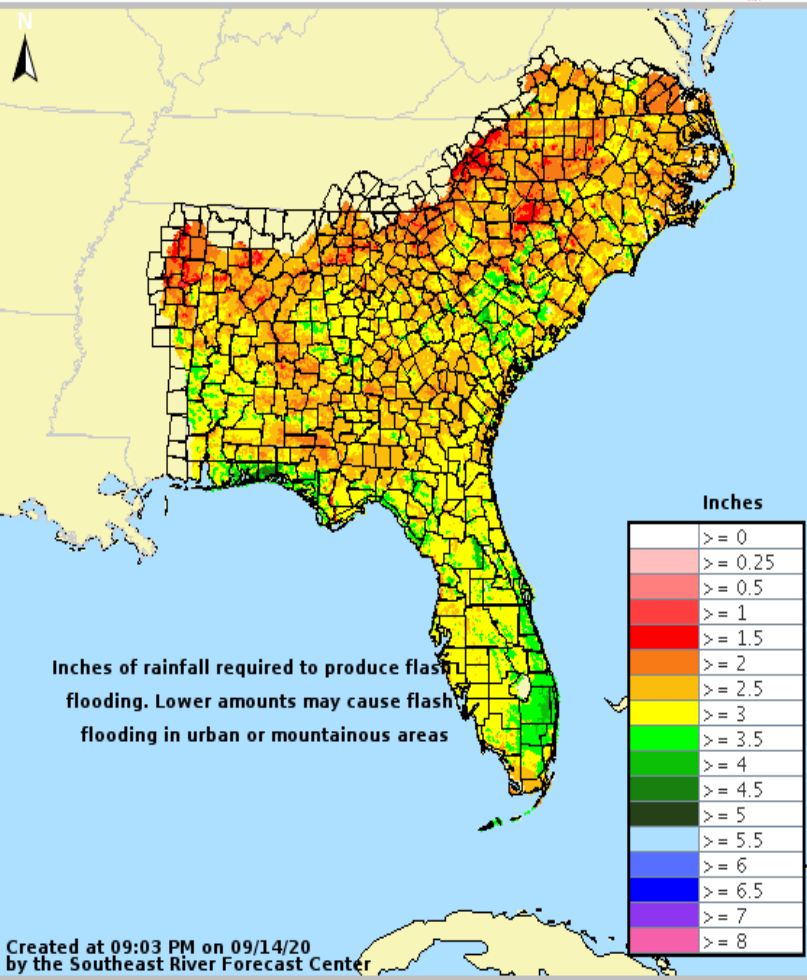 N
Inches
>= 0
>= 0.25
>= 0.5
>= 1
>= 1.5
>= 2
>= 2.5
>= 3
>= 3.5
>= 4
>= 4.5
>= 5
>= 5.5
>= 6
>= 6.5
>= 7
>= 8
Inches of rainfall required to produce flash
flooding. Lower amounts may cause flash
flooding in urban or mountainous areas
Created at 09:03 PM on 09/14/20
by the Southeast River Forecast Center